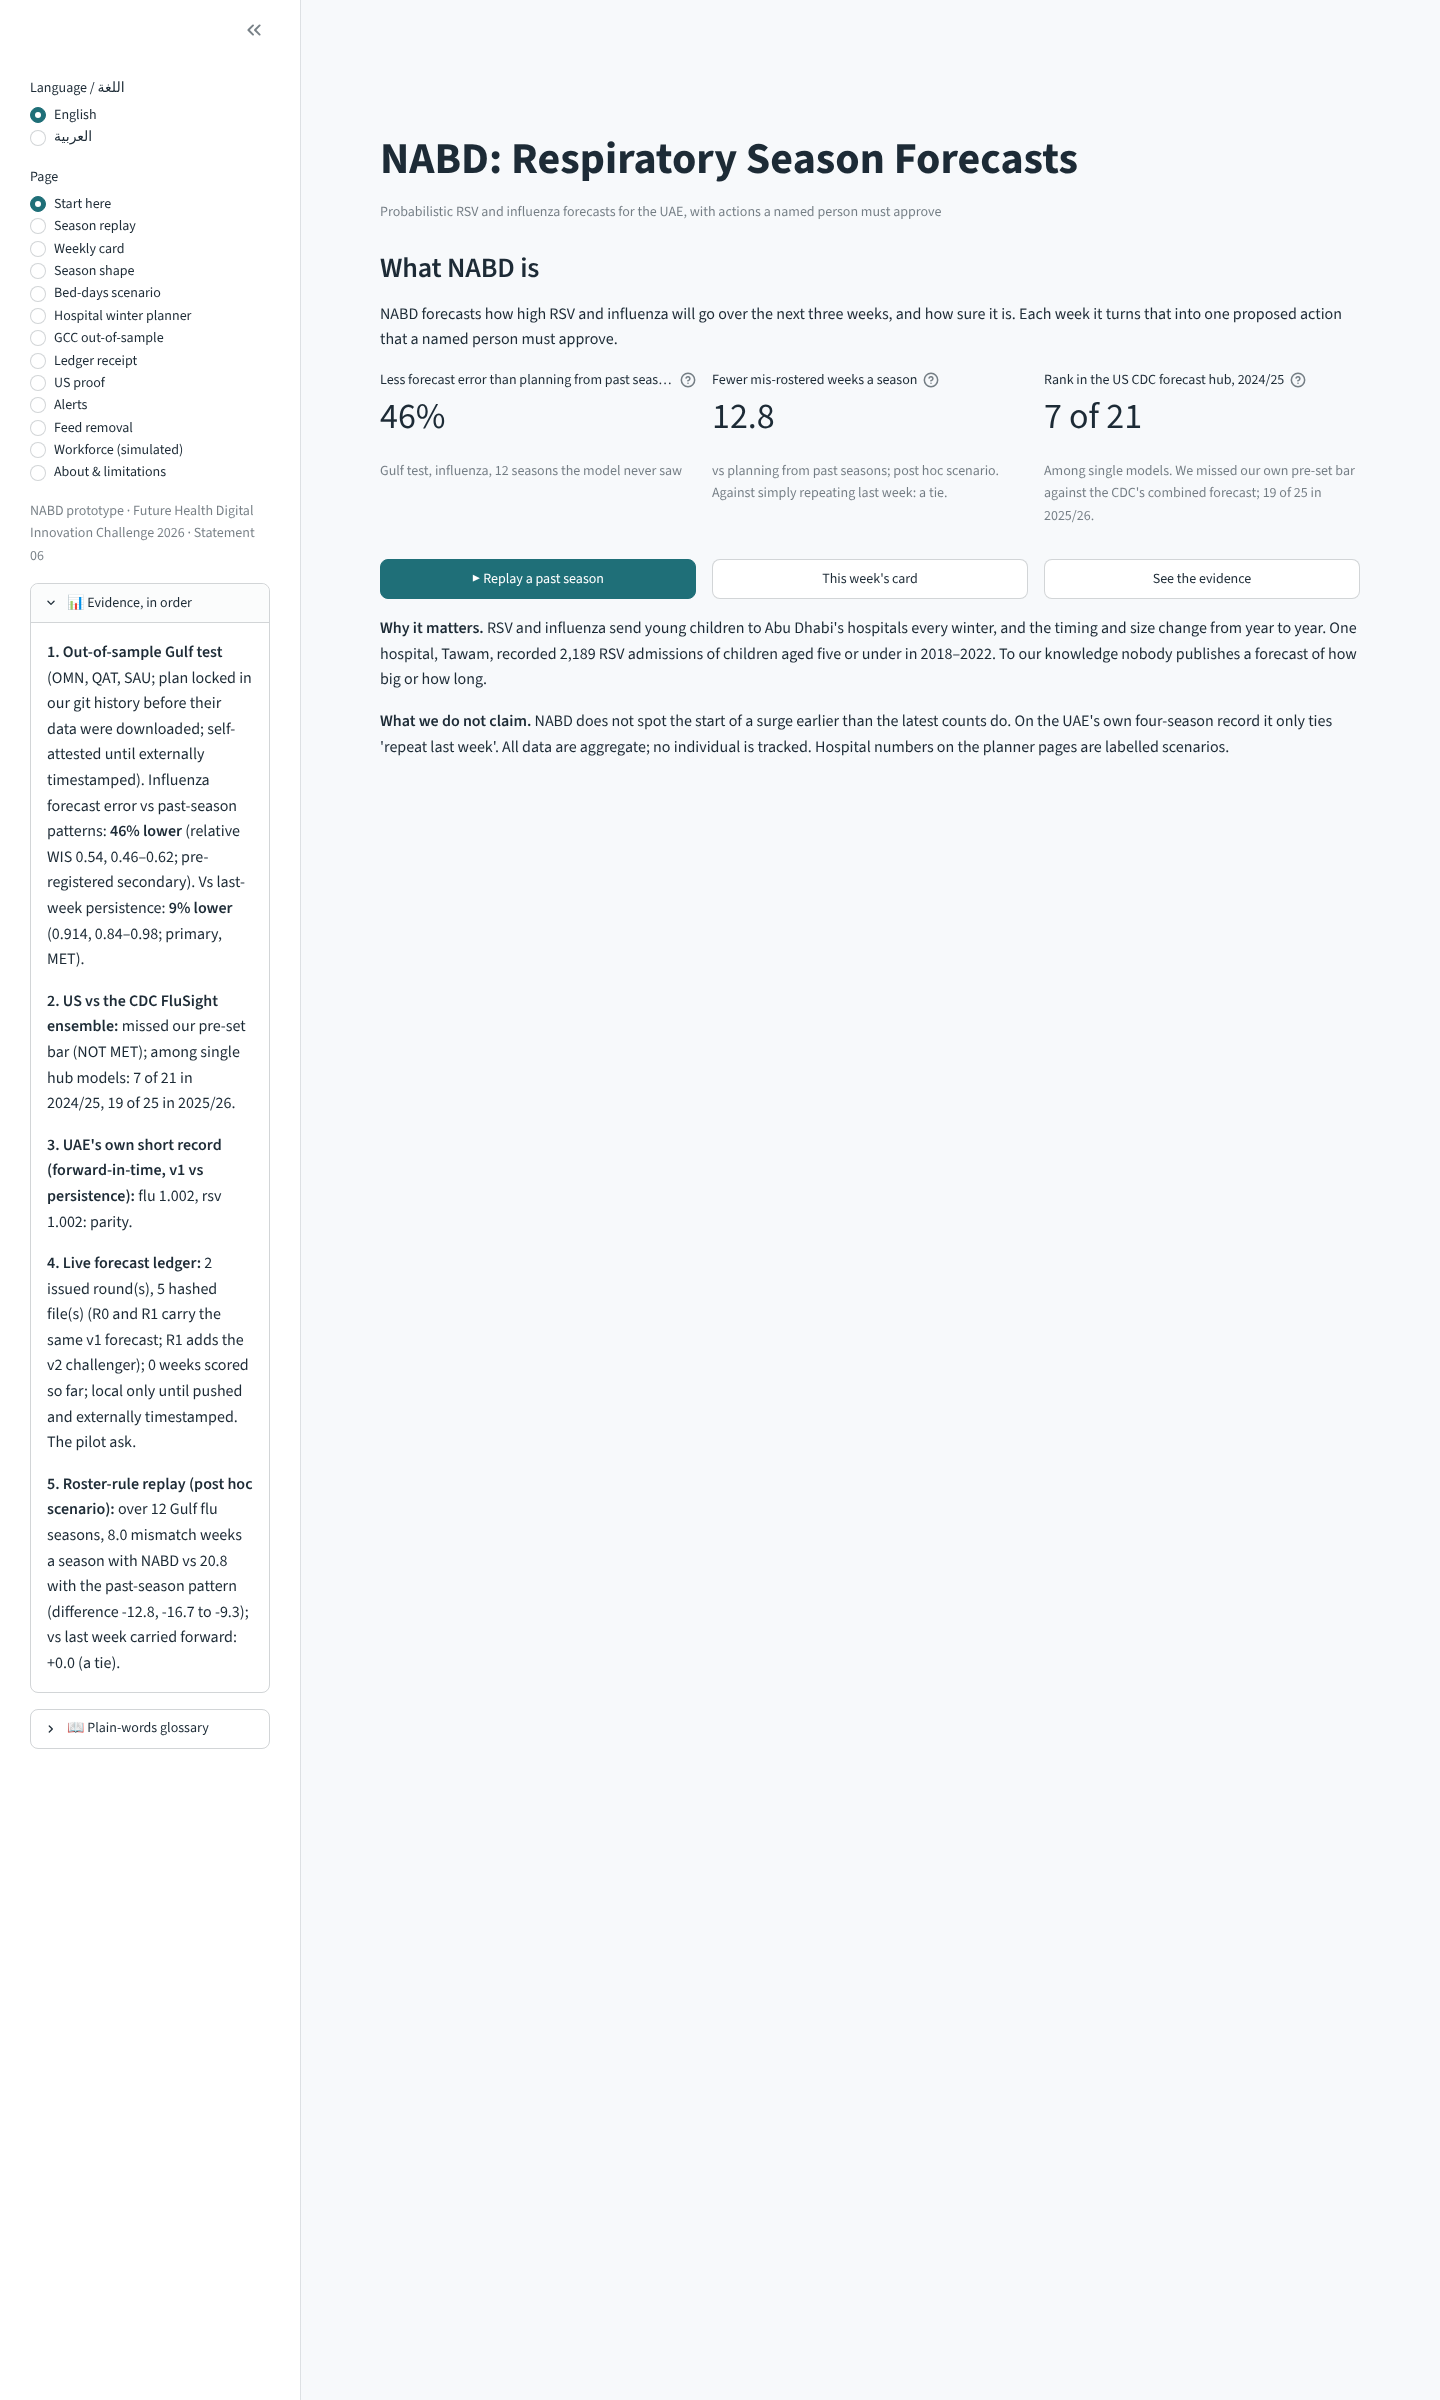 Language / اللغة
English
العربية
Page
Start here
Season replay
Weekly card
Season shape
Bed-days scenario
Hospital winter planner
GCC out-of-sample
Ledger receipt
US proof
Alerts
Feed removal
Workforce (simulated)
About & limitations
NABD prototype · Future Health Digital
Innovation Challenge 2026 · Statement
06
📊 Evidence, in order
1. Out-of-sample Gulf test
(OMN, QAT, SAU; plan locked in
our git history before their
data were downloaded; self-
attested until externally
timestamped). Influenza
forecast error vs past-season
patterns: 46% lower (relative
WIS 0.54, 0.46–0.62; pre-
registered secondary). Vs last-
week persistence: 9% lower
(0.914, 0.84–0.98; primary,
MET).
2. US vs the CDC FluSight
ensemble: missed our pre-set
bar (NOT MET); among single
hub models: 7 of 21 in
2024/25, 19 of 25 in 2025/26.
3. UAE's own short record
(forward-in-time, v1 vs
persistence): flu 1.002, rsv
1.002: parity.
4. Live forecast ledger: 2
issued round(s), 5 hashed
file(s) (R0 and R1 carry the
same v1 forecast; R1 adds the
v2 challenger); 0 weeks scored
so far; local only until pushed
and externally timestamped.
The pilot ask.
5. Roster-rule replay (post hoc
scenario): over 12 Gulf flu
seasons, 8.0 mismatch weeks
a season with NABD vs 20.8
with the past-season pattern
(difference -12.8, -16.7 to -9.3);
vs last week carried forward:
+0.0 (a tie).
📖 Plain-words glossary
NABD: Respiratory Season Forecasts
Probabilistic RSV and influenza forecasts for the UAE, with actions a named person must approve
What NABD is
NABD forecasts how high RSV and influenza will go over the next three weeks, and how sure it is. Each week it turns that into one proposed action
that a named person must approve.
Less forecast error than planning from past seas…
46%
Gulf test, influenza, 12 seasons the model never saw
Fewer mis-rostered weeks a season
12.8
vs planning from past seasons; post hoc scenario.
Against simply repeating last week: a tie.
Rank in the US CDC forecast hub, 2024/25
7 of 21
Among single models. We missed our own pre-set bar
against the CDC's combined forecast; 19 of 25 in
2025/26.
▶ Replay a past season
This week's card
See the evidence
Why it matters. RSV and influenza send young children to Abu Dhabi's hospitals every winter, and the timing and size change from year to year. One
hospital, Tawam, recorded 2,189 RSV admissions of children aged five or under in 2018–2022. To our knowledge nobody publishes a forecast of how
big or how long.
What we do not claim. NABD does not spot the start of a surge earlier than the latest counts do. On the UAE's own four-season record it only ties
'repeat last week'. All data are aggregate; no individual is tracked. Hospital numbers on the planner pages are labelled scenarios.